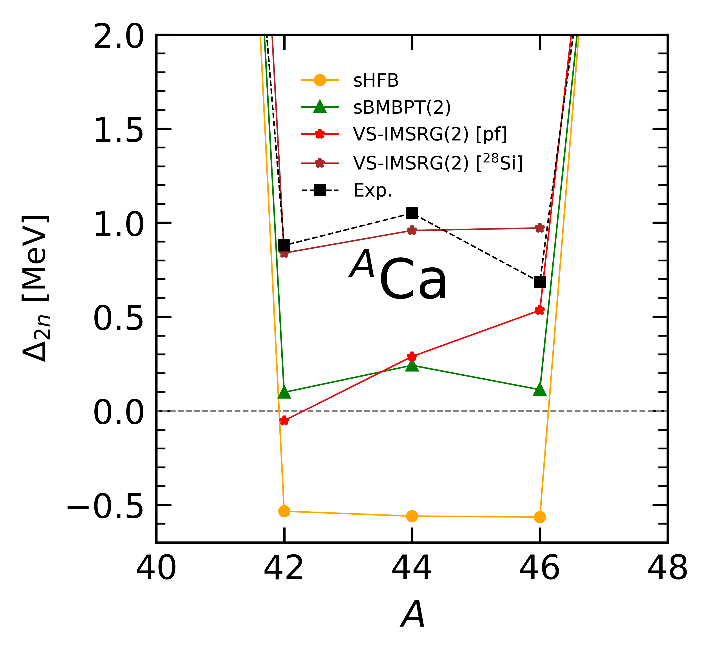 2.0
1.5
1.0
0.5
0.0
−0.5
Δ2n [MeV]
sHFB
sBMBPT(2)
VS-IMSRG(2) [pf]
VS-IMSRG(2) [28Si]
Exp.
ACa
40 42 44 46 48
A